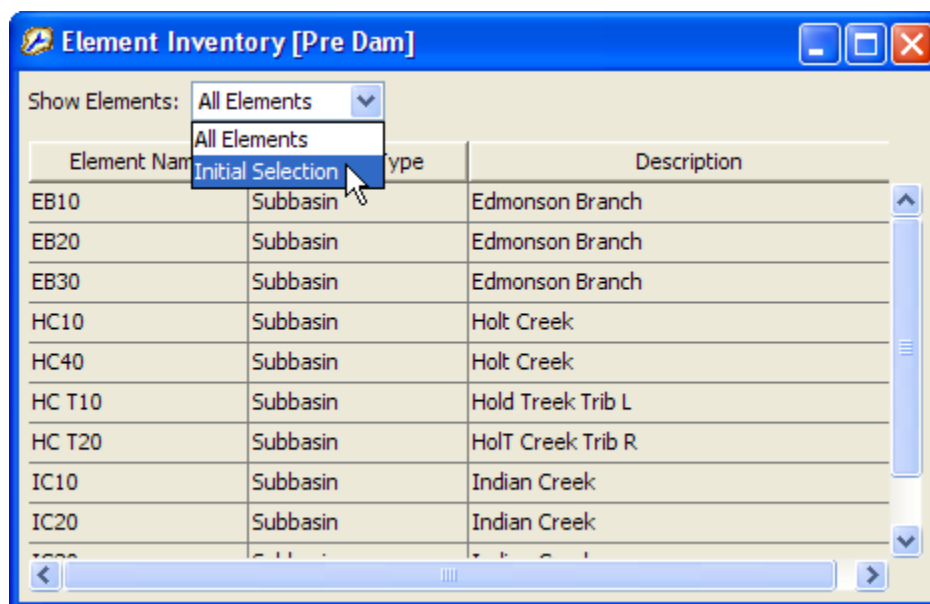 Element Inventory [Pre Dam]
Show Elements: All Elements
All Elements
Initial Selection
Element Nam ype Description
EB10 Subbasin Edmonson Branch
EB20 Subbasin Edmonson Branch
EB30 Subbasin Edmonson Branch
HC10 Subbasin Holt Creek
HC40 Subbasin Holt Creek
HC T10 Subbasin Hold Treek Trib L
HC T20 Subbasin HolT Creek Trib R
IC10 Subbasin Indian Creek
IC20 Subbasin Indian Creek